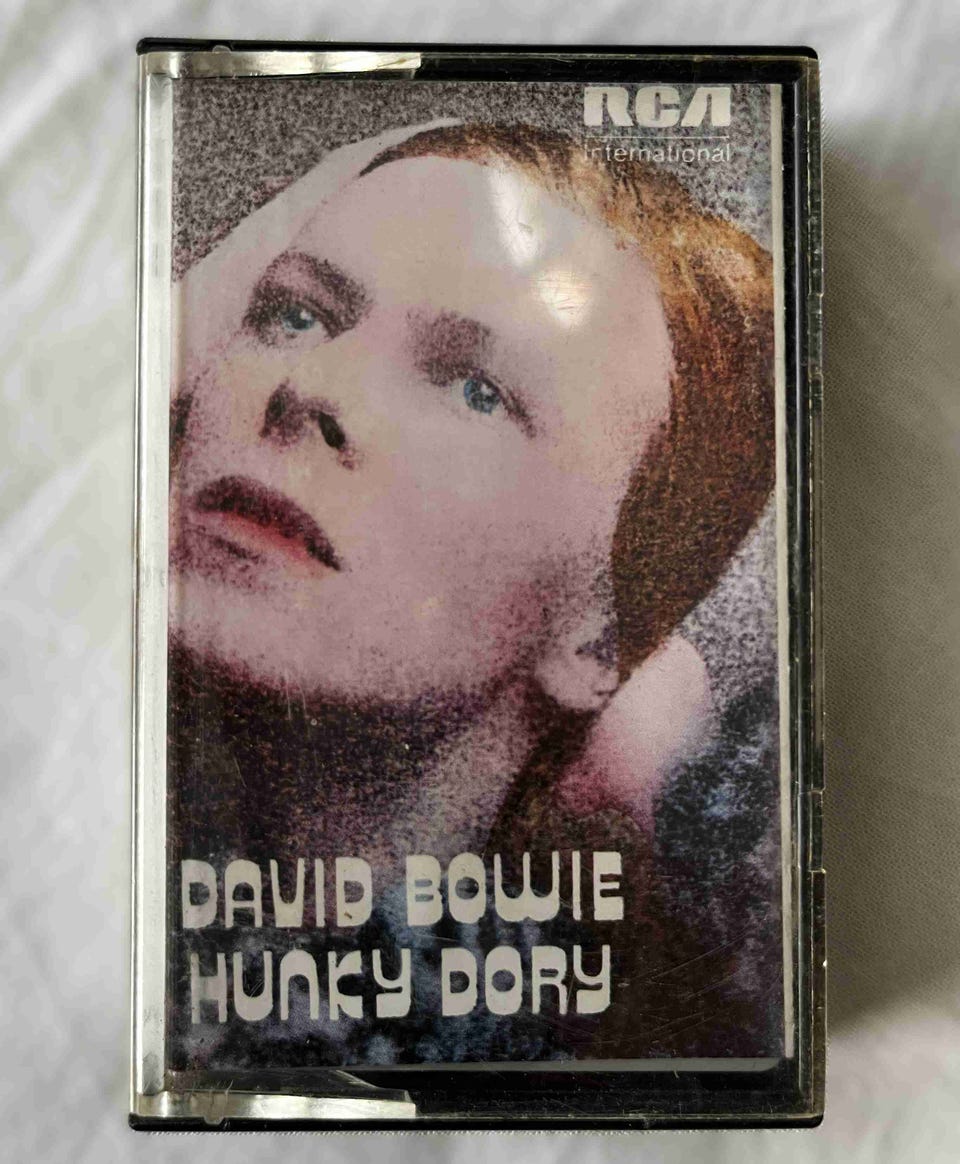 RCA
International
DAVID BOWIE
HUNKY DORY